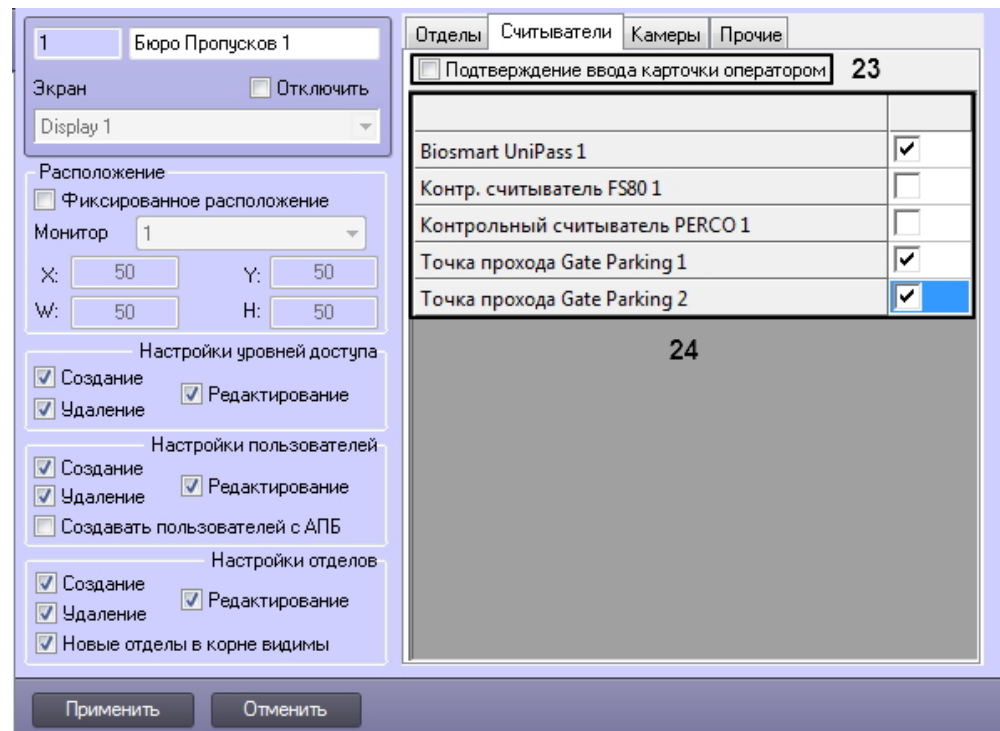 1 Бюро Пропусков 1
Экран Отключить
Display 1
Расположение
Фиксированное расположение
Монитор 1
X: 50 Y: 50
W: 50 H: 50
Настройки уровней доступа
Создание
Редактирование
Удаление
Настройки пользователей
Создание
Редактирование
Удаление
Создавать пользователей с АПБ
Настройки отделов
Создание
Редактирование
Удаление
Новые отделы в корне видимы
Отделы Считыватели Камеры Прочие
Подтверждение ввода карточки оператором 23
Biosmart UniPass 1
Контр. считыватель FS80 1
Контрольный считыватель PERCO 1
Точка прохода Gate Parking 1
Точка прохода Gate Parking 2
24
Применить Отменить